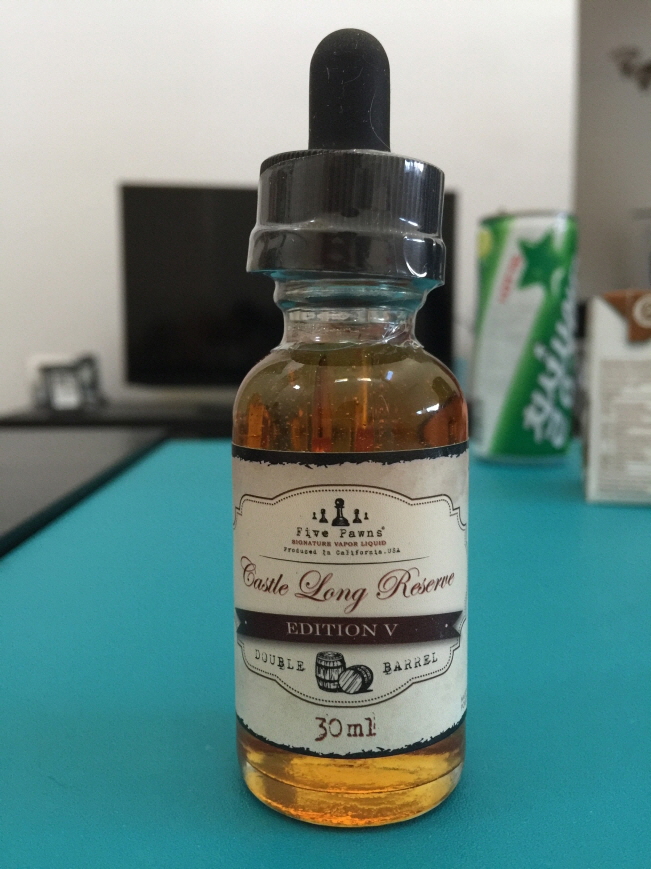 Five Pawns®
SIGNATURE VAPOR LIQUID
Produced in California.USA
Castle Long Reserve
EDITION V
DOUBLE BARREL
30ml